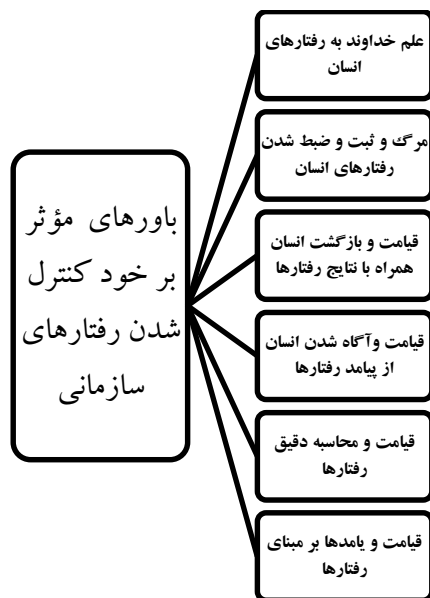 باورهای مؤثر
بر خود کنترل
شدن رفتارهای
سازمانی
علم خداوند به رفتارهای
انسان
مرگ و ثبت و ضبط شدن
رفتارهای انسان
قیامت و بازگشت انسان
همراه با نتایج رفتارها
قیامت وآگاه شدن انسان
از پیامد رفتارها
قیامت و محاسبه دقیق
رفتارها
قیامت و یامدها بر مبنای
رفتارها